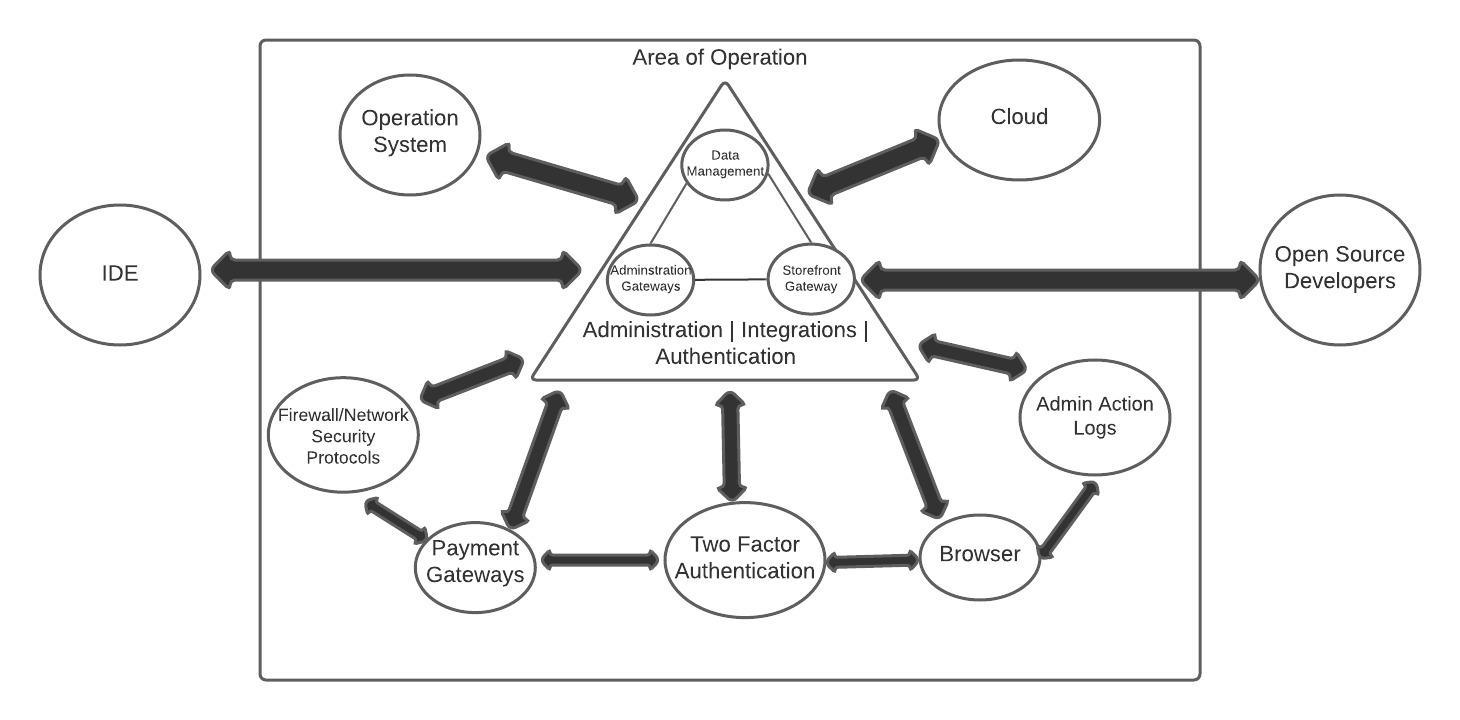 Area of Operation
Operation
System
Cloud
Data
Management
IDE
Adminstration
Gateways
Storefront
Gateway
Open Source
Developers
Administration | Integrations |
Authentication
Firewall/Network
Security
Protocols
Admin Action
Logs
Payment
Gateways
Two Factor
Authentication
Browser